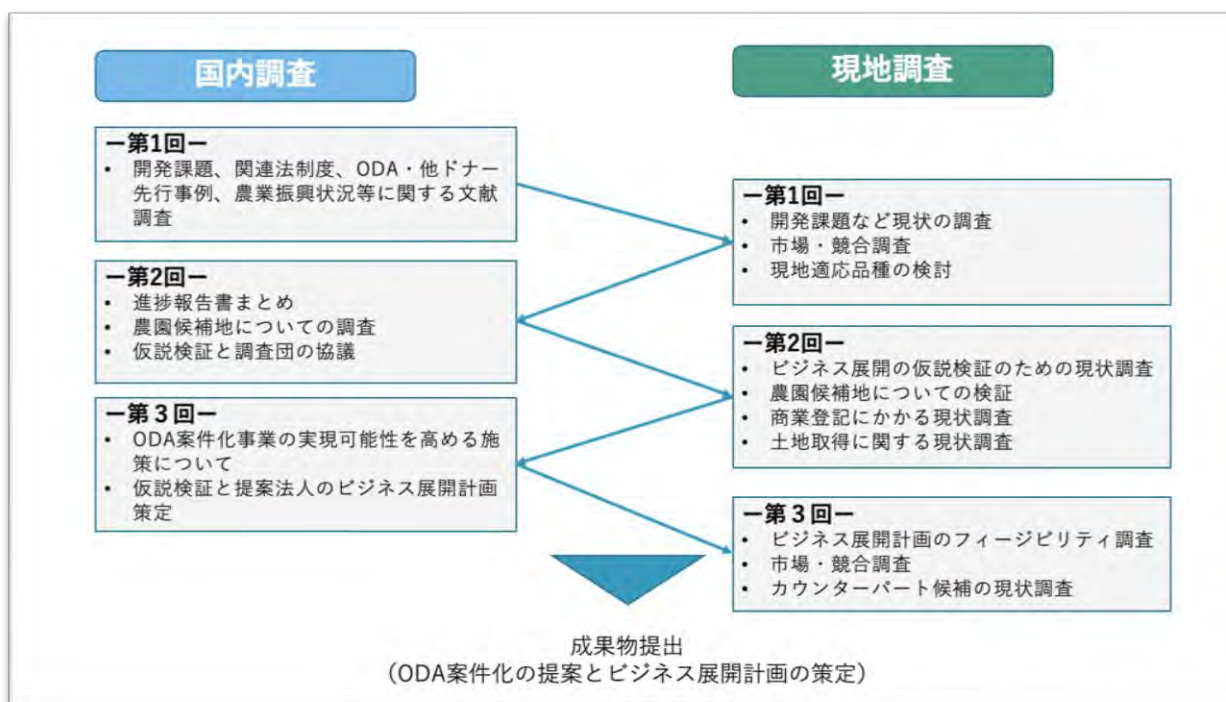 国内調査
ー第1回ー
• 開発課題、関連法制度、ODA・他ドナー
先行事例、農業振興状況等に関する文献
調査
ー第2回ー
• 進捗報告書まとめ
• 農園候補地についての調査
• 仮説検証と調査団の協議
ー第３回ー
• ODA案件化事業の実現可能性を高める施
策について
• 仮説検証と提案法人のビジネス展開計画
策定
現地調査
ー第1回ー
• 開発課題など現状の調査
• 市場・競合調査
• 現地適応品種の検討
ー第2回ー
• ビジネス展開の仮説検証のための現状調査
• 農園候補地についての検証
• 商業登記にかかる現状調査
• 土地取得に関する現状調査
ー第３回ー
• ビジネス展開計画のフィージビリティ調査
• 市場・競合調査
• カウンターパート候補の現状調査
成果物提出
（ODA案件化の提案とビジネス展開計画の策定）